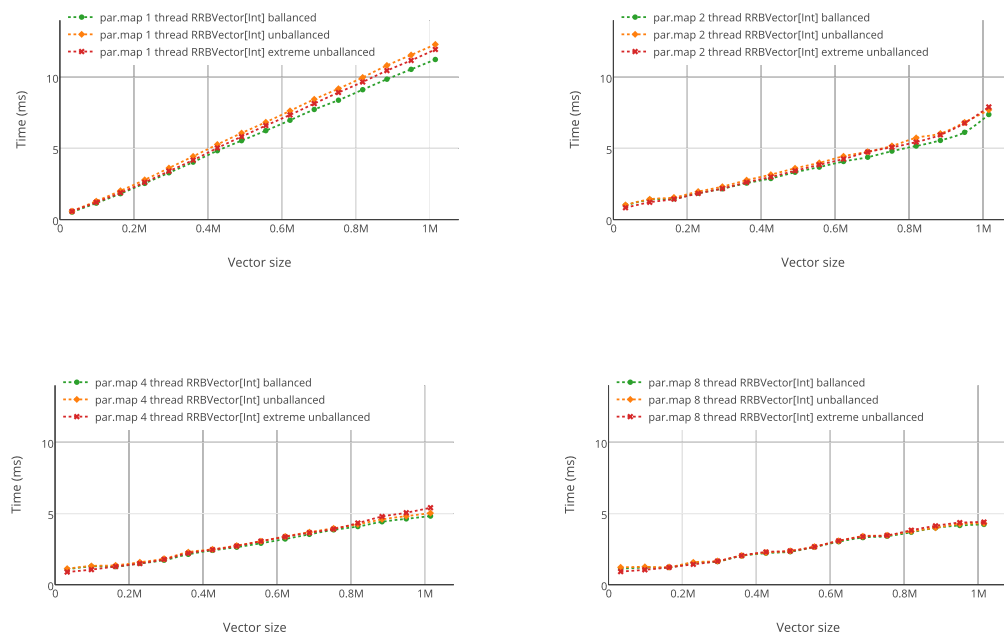 par.map 1 thread RRBVector[Int] ballanced
par.map 1 thread RRBVector[Int] unballanced
par.map 1 thread RRBVector[Int] extreme unballanced
10
5
0
Time (ms)
0
0.2M
0.4M
0.6M
0.8M
1M
Vector size
par.map 2 thread RRBVector[Int] ballanced
par.map 2 thread RRBVector[Int] unballanced
par.map 2 thread RRBVector[Int] extreme unballanced
10
5
0
Time (ms)
0
0.2M
0.4M
0.6M
0.8M
1M
Vector size
par.map 4 thread RRBVector[Int] ballanced
par.map 4 thread RRBVector[Int] unballanced
par.map 4 thread RRBVector[Int] extreme unballanced
10
5
0
Time (ms)
0
0.2M
0.4M
0.6M
0.8M
1M
Vector size
par.map 8 thread RRBVector[Int] ballanced
par.map 8 thread RRBVector[Int] unballanced
par.map 8 thread RRBVector[Int] extreme unballanced
10
5
0
Time (ms)
0
0.2M
0.4M
0.6M
0.8M
1M
Vector size